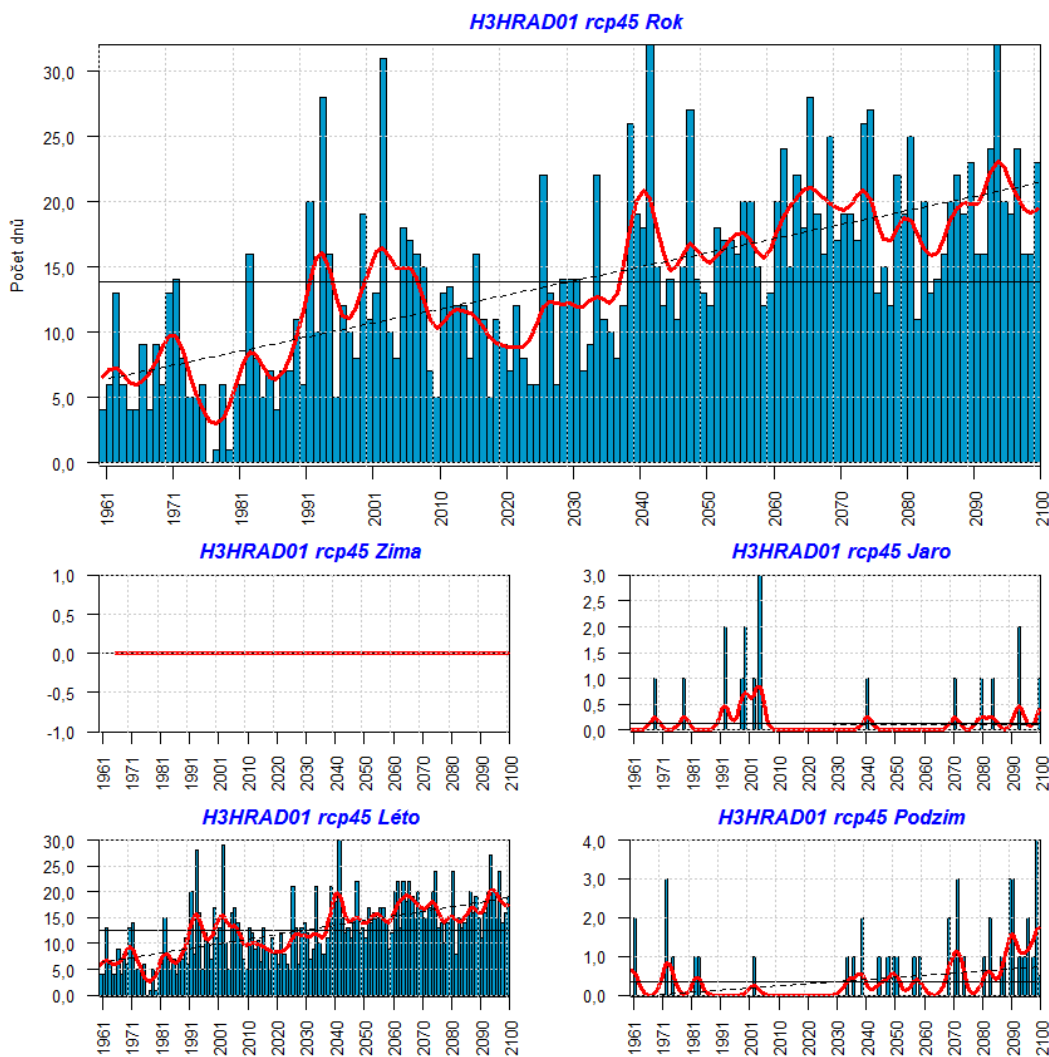 H3HRAD01 rcp45 Rok
Počet dnů
30,0
25,0
20,0
15,0
10,0
5,0
0,0
1961 1971 1981 1991 2001 2010 2020 2030 2040 2050 2060 2070 2080 2090 2100
H3HRAD01 rcp45 Zima
1,0
0,5
0,0
-0,5
-1,0
1961 1971 1981 1991 2001 2010 2020 2030 2040 2050 2060 2070 2080 2090 2100
H3HRAD01 rcp45 Jaro
3,0
2,5
2,0
1,5
1,0
0,5
0,0
1961 1971 1981 1991 2001 2010 2020 2030 2040 2050 2060 2070 2080 2090 2100
H3HRAD01 rcp45 Léto
30,0
25,0
20,0
15,0
10,0
5,0
0,0
1961 1971 1981 1991 2001 2010 2020 2030 2040 2050 2060 2070 2080 2090 2100
H3HRAD01 rcp45 Podzim
4,0
3,0
2,0
1,0
0,0
1961 1971 1981 1991 2001 2010 2020 2030 2040 2050 2060 2070 2080 2090 2100